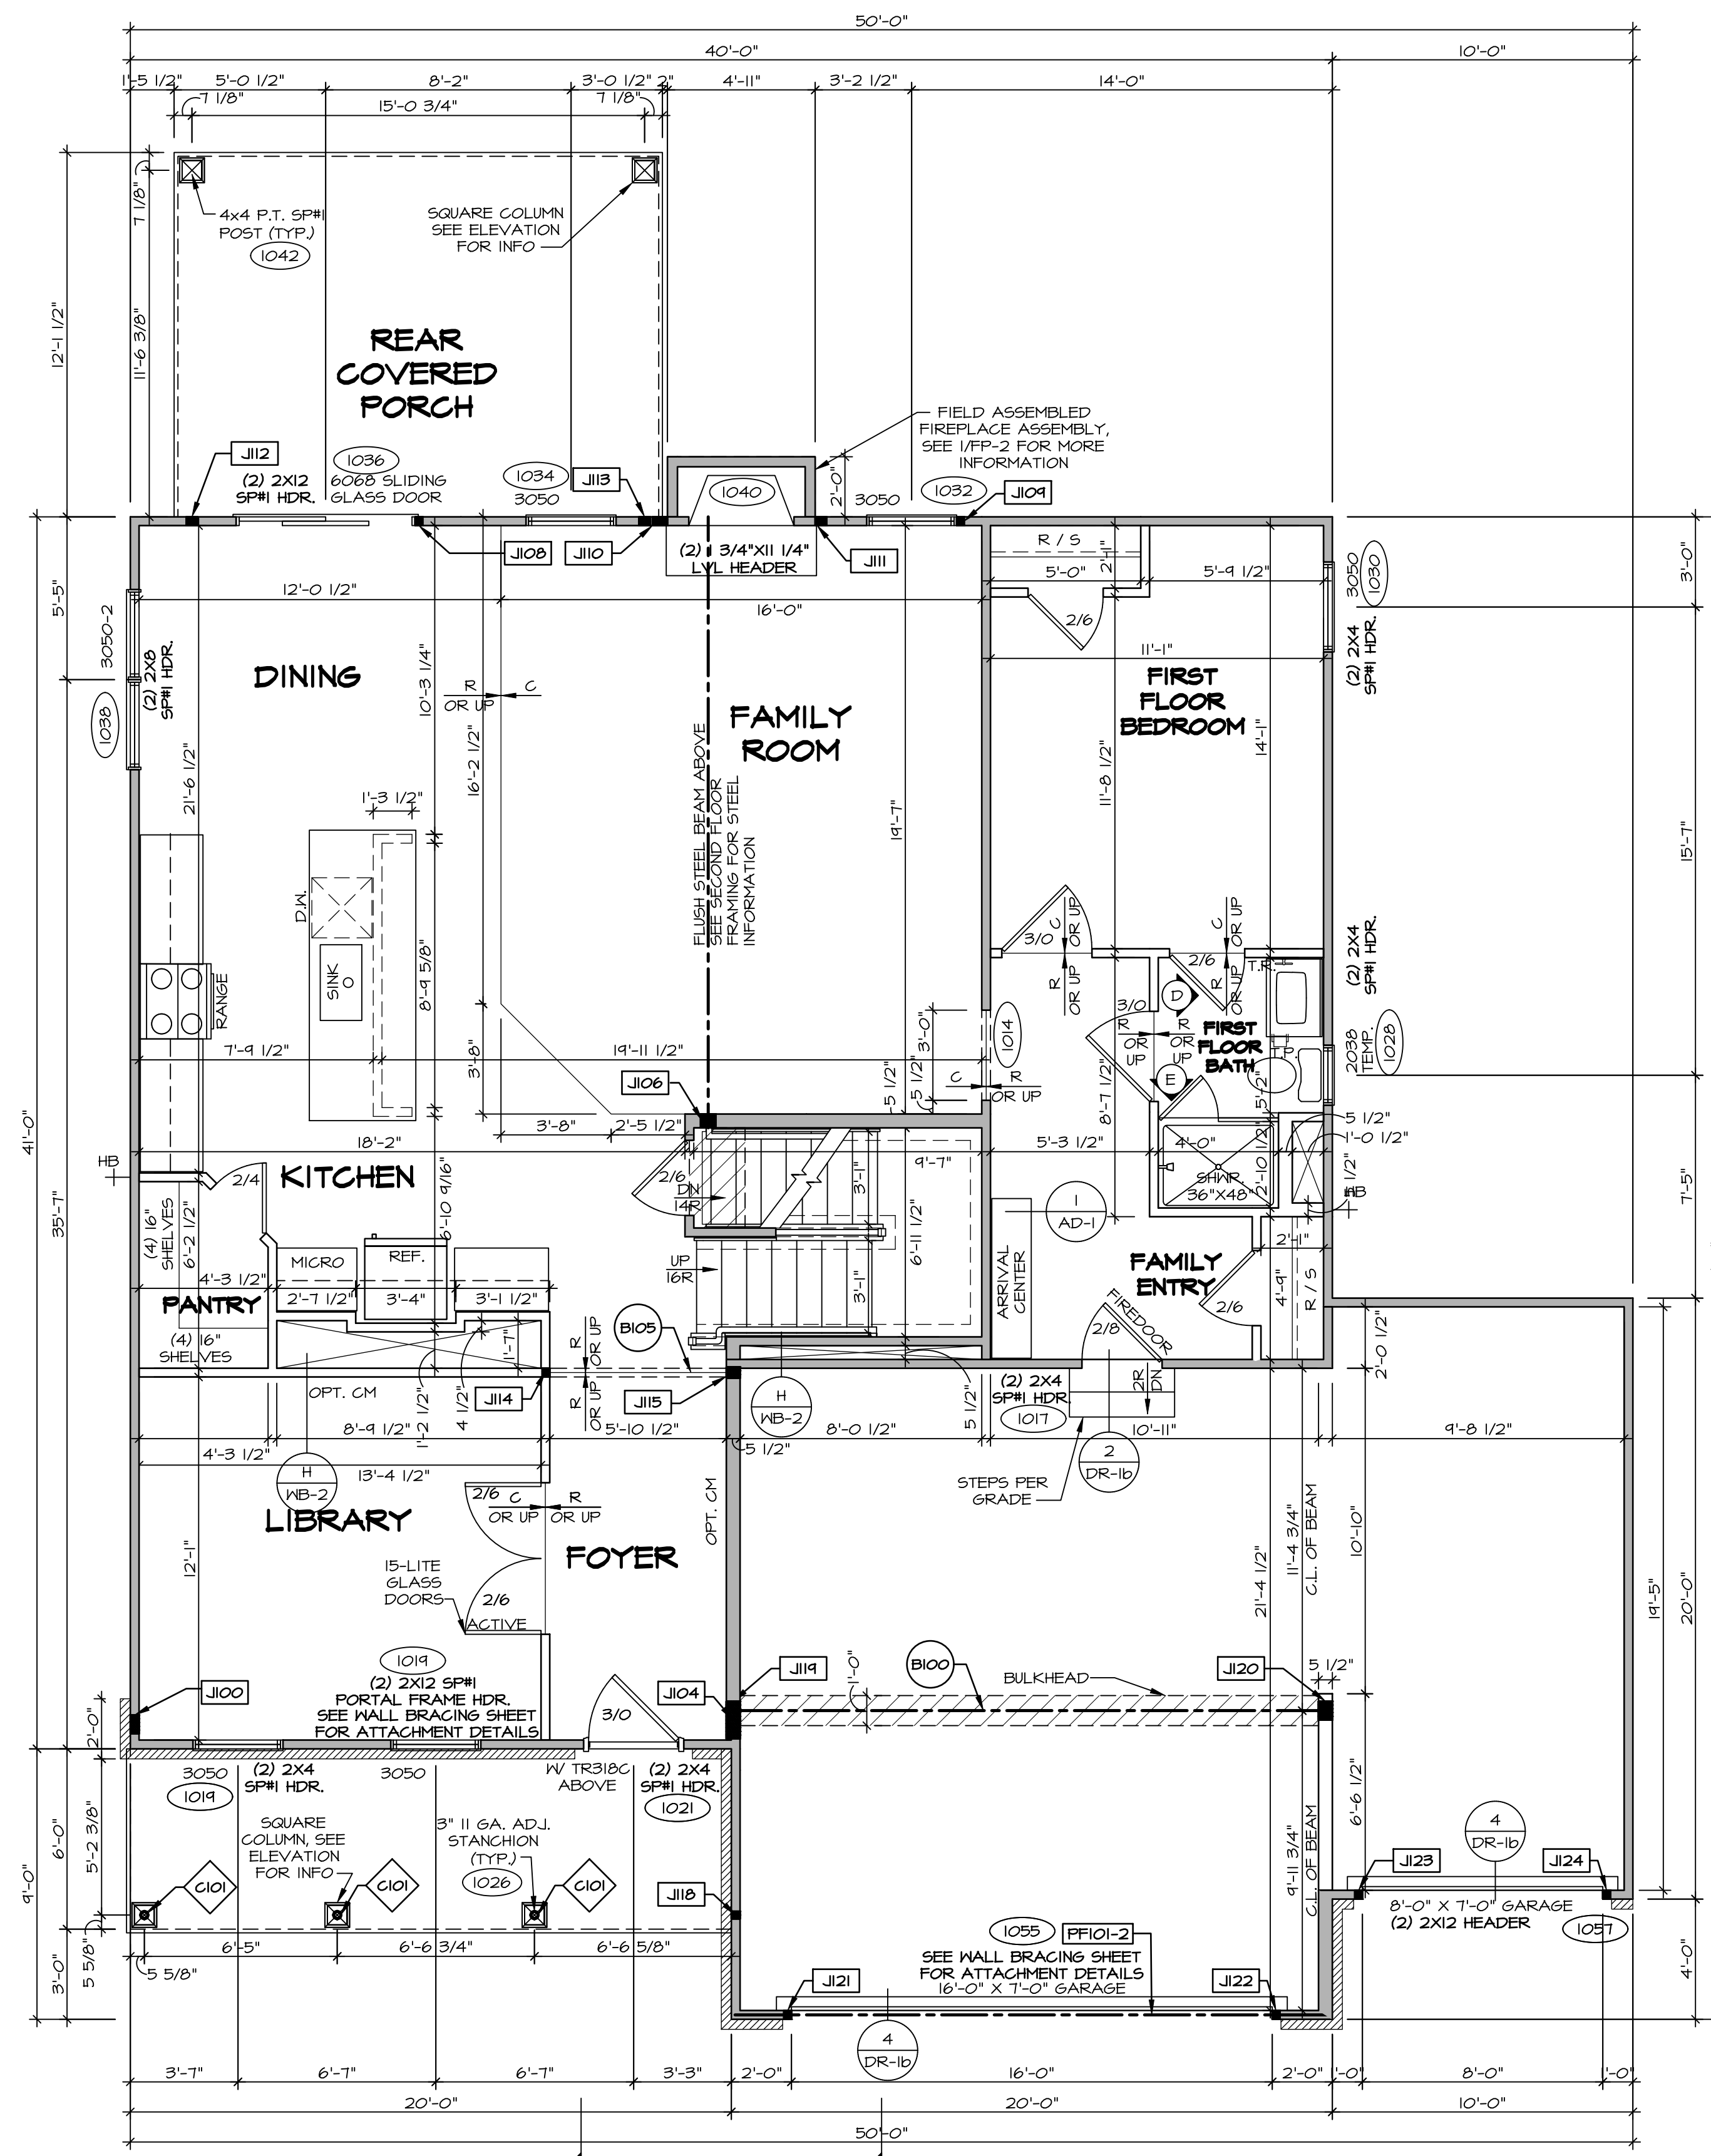 50'-0"
40'-0"
10'-0"
1'-5 1/2"
5'-0 1/2"
8'-2"
3'-0 1/2"
2"
4'-11"
3'-2 1/2"
14'-0"
7 1/8"
15'-0 3/4"
7 1/8"
12'-1 1/2"
7 1/8"
11'-6 3/8"
4x4 P.T. SP#1
POST (TYP.)
1042
SQUARE COLUMN
SEE ELEVATION
FOR INFO
REAR
COVERED
PORCH
FIELD ASSEMBLED
FIREPLACE ASSEMBLY,
SEE 1/FP-2 FOR MORE
INFORMATION
J112
1036
(2) 2X12
SP#1 HDR.
6068 SLIDING
GLASS DOOR
1034
3050
J113
1040
2'-0"
3050
1032
J109
J108
J110
(2) 1 3/4"X11 1/4"
LVL HEADER
J111
R / S
2'-1"
5'-0"
5'-9 1/2"
3050
1030
3'-0"
5'-5"
3050-2
12'-0 1/2"
16'-0"
2/6
11'-1"
(2) 2X8
SP#1 HDR.
(2) 2X4
SP#1 HDR.
1038
DINING
10'-3 1/4"
R
OR UP
C
FAMILY
ROOM
FIRST
FLOOR
BEDROOM
21'-6 1/2"
16'-2 1/2"
FLUSH STEEL BEAM ABOVE
SEE SECOND FLOOR
FRAMING FOR STEEL
INFORMATION
19'-7"
11'-8 1/2"
14'-1"
15'-7"
1'-3 1/2"
D.W.
SINK
8'-9 5/8"
RANGE
3/0
C
OR UP
R
OR UP
C
OR UP
R
OR UP
2/6
T.R.
(2) 2X4
SP#1 HDR.
D
3/0
R
OR
UP
R
OR
UP
FIRST
FLOOR
BATH
T.P.
E
2038
TEMP.
1028
3'-0"
1014
7'-9 1/2"
19'-11 1/2"
3'-8"
J106
5 1/2"
5 1/2"
C
R
OR UP
8'-7 1/2"
5'-2"
41'-0"
35'-7"
3'-8"
2'-5 1/2"
18'-2"
9'-7"
5'-3 1/2"
4'-0"
5 1/2"
1'-0 1/2"
HB
KITCHEN
2/4
2/6
DN
14R
3'-1"
2'-10 1/2"
SHWR.
36"X48"
5 1/2"
HB
7'-5"
(4) 16"
SHELVES
6'-2 1/2"
6'-10 9/16"
MICRO
REF.
UP
16R
3'-1"
6'-11 1/2"
1
AD-1
ARRIVAL
CENTER
FAMILY
ENTRY
2'-1"
4'-9"
R / S
2/6
FIREDOOR
2/8
4'-3 1/2"
PANTRY
2'-7 1/2"
3'-4"
3'-1 1/2"
(4) 16"
SHELVES
1'-7"
R
OR UP
R
OR UP
B105
2'-0 1/2"
OPT. CM
J114
J115
H
WB-2
5 1/2"
(2) 2X4
SP#1 HDR.
1017
2R
DN
1'-2 1/2"
4 1/2"
8'-9 1/2"
5'-10 1/2"
5 1/2"
8'-0 1/2"
10'-11"
9'-8 1/2"
4'-3 1/2"
13'-4 1/2"
H
WB-2
2
DR-1b
STEPS PER
GRADE
LIBRARY
2/6
C
OR UP
R
OR UP
OPT. CM
11'-4 3/4"
C.L. OF BEAM
10'-10"
12'-1"
FOYER
15-LITE
GLASS
DOORS
2/6
ACTIVE
21'-4 1/2"
19'-5"
20'-0"
1019
(2) 2X12 SP#1
PORTAL FRAME HDR.
SEE WALL BRACING SHEET
FOR ATTACHMENT DETAILS
J100
J104
J119
1'-0"
B100
BULKHEAD
J120
5 1/2"
2'-0"
3/0
3050
1019
(2) 2X4
SP#1 HDR.
3050
W/ TR318C
ABOVE
(2) 2X4
SP#1 HDR.
1021
9'-0"
6'-0"
5'-2 3/8"
SQUARE
COLUMN, SEE
ELEVATION
FOR INFO
3" 11 GA. ADJ.
STANCHION
(TYP.)
1026
C101
C101
C101
J118
9'-11 3/4"
C.L. OF BEAM
6'-6 1/2"
4
DR-1b
J123
J124
8'-0" X 7'-0" GARAGE
(2) 2X12 HEADER
1057
3'-0"
5 5/8"
6'-5"
6'-6 3/4"
6'-6 5/8"
5 5/8"
1055
PF101-2
SEE WALL BRACING SHEET
FOR ATTACHMENT DETAILS
16'-0" X 7'-0" GARAGE
J121
J122
4'-0"
4
DR-1b
3'-7"
6'-7"
6'-7"
3'-3"
2'-0"
16'-0"
2'-0"
1'-0"
8'-0"
1'-0"
20'-0"
20'-0"
10'-0"
50'-0"